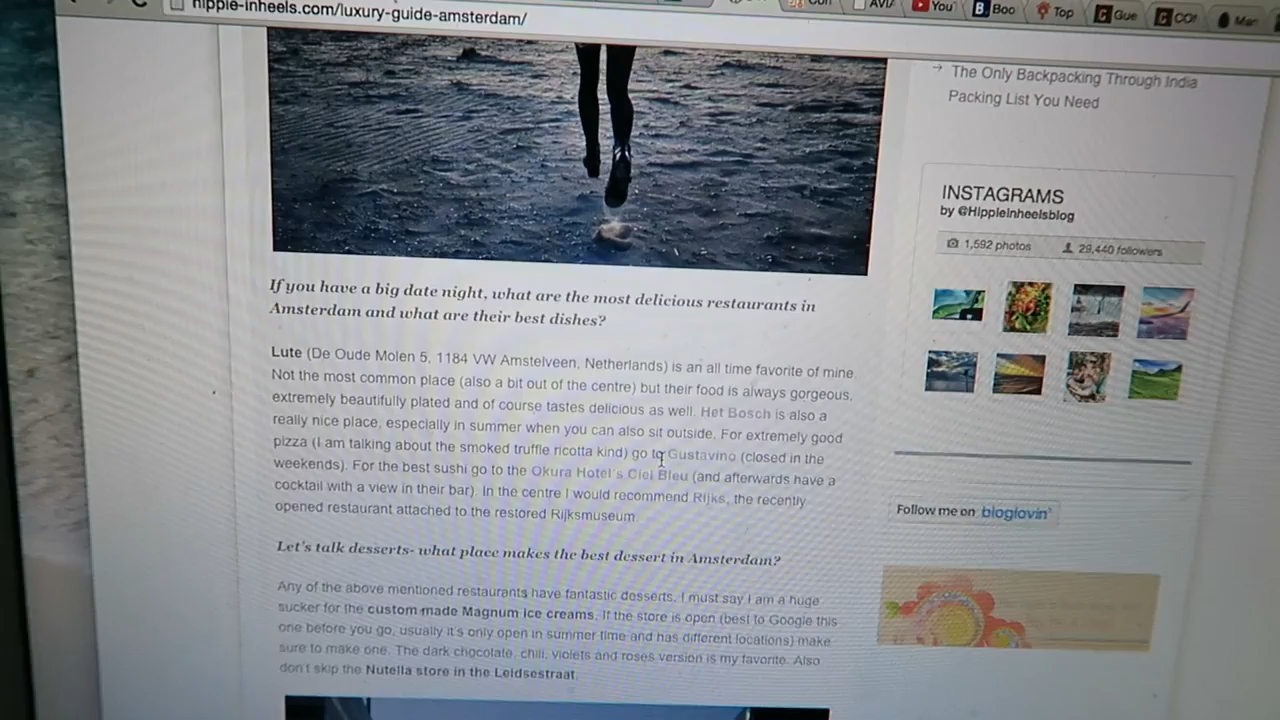 hippie-inheels.com/luxury-guide-amsterdam/
You
Boo
Top
Gue
The Only Backpacking Through India
Packing List You Need
INSTAGRAMS
by @Hippieinheelsblog
1,592 photos 29,440 followers
If you have a big date night, what are the most delicious restaurants in
Amsterdam and what are their best dishes?
Lute (De Oude Molen 5, 1184 VW Amstelveen, Netherlands) is an all time favorite of mine.
Not the most common place (also a bit out of the centre) but their food is always gorgeous,
extremely beautifully plated and of course tastes delicious as well. Het Bosch is also a
really nice place, especially in summer when you can also sit outside. For extremely good
pizza (I am talking about the smoked truffle ricotta kind) go to Gustavino (closed in the
weekends). For the best sushi go to the Okura Hotel's Ciel Bleu (and afterwards have a
cocktail with a view in their bar). In the centre I would recommend Rijks, the recently
opened restaurant attached to the restored Rijksmuseum.
Follow me on bloglovin'
Let's talk desserts- what place makes the best dessert in Amsterdam?
Any of the above mentioned restaurants have fantastic desserts. I must say I am a huge
sucker for the custom made Magnum ice creams. If the store is open (best to Google this
one before you go, usually it's only open in summer time and has different locations) make
sure to make one. The dark chocolate, chili, violets and roses version is my favorite. Also
don't skip the Nutella store in the Leidsestraat.